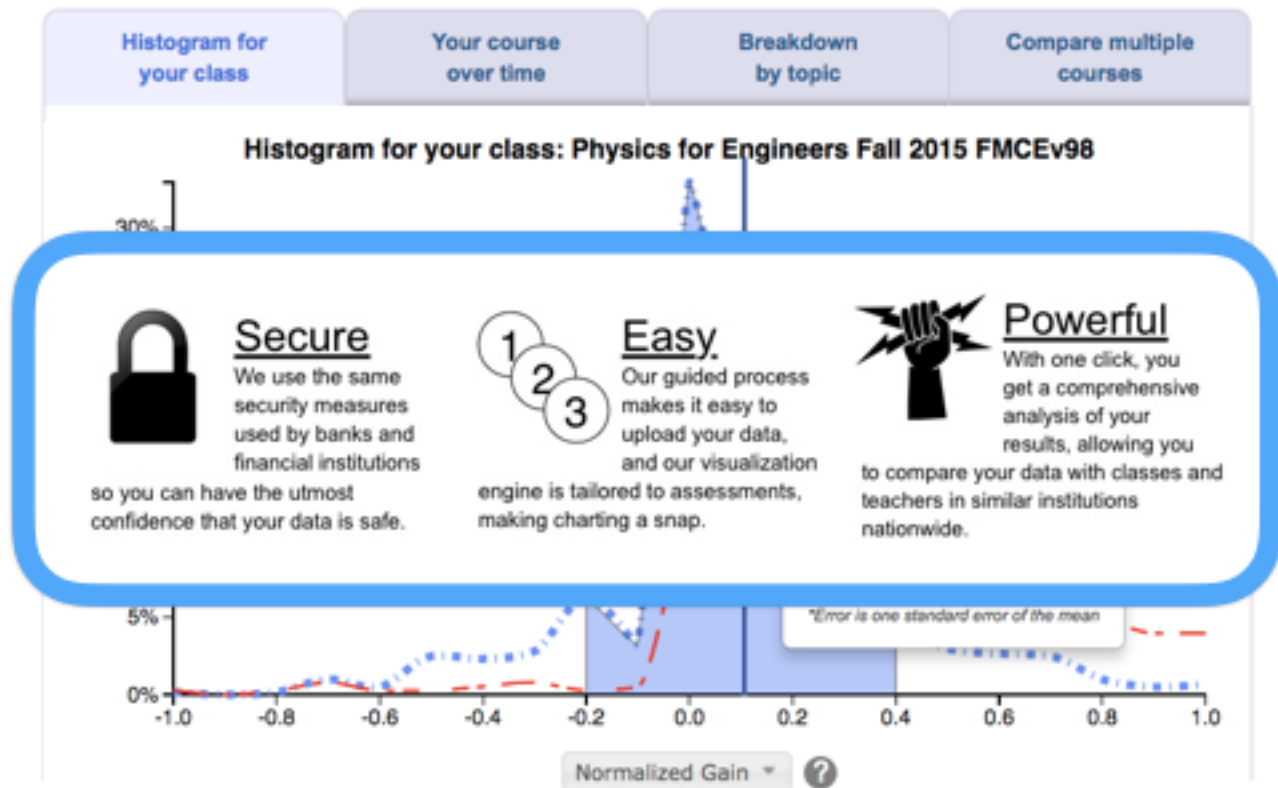 Histogram for
your class
Your course
over time
Breakdown
by topic
Compare multiple
courses
Histogram for your class: Physics for Engineers Fall 2015 FMCEv98
30%
Secure
We use the same
security measures
used by banks and
financial institutions
so you can have the utmost
confidence that your data is safe.
1
2
3
Easy
Our guided process
makes it easy to
upload your data,
and our visualization
engine is tailored to assessments,
making charting a snap.
Powerful
With one click, you
get a comprehensive
analysis of your
results, allowing you
to compare your data with classes and
teachers in similar institutions
nationwide.
5%
*Error is one standard error of the mean
0%
-1.0 -0.8 -0.6 -0.4 -0.2 0.0 0.2 0.4 0.6 0.8 1.0
Normalized Gain
?